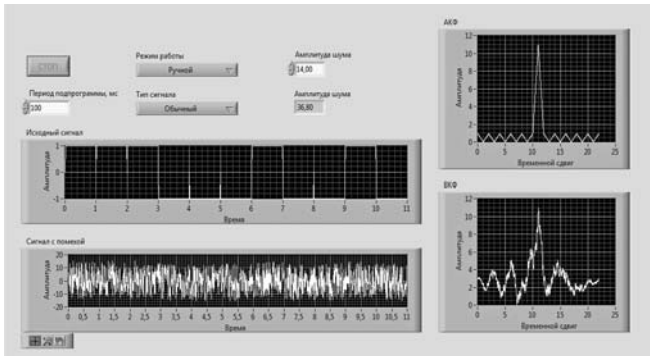 СТОП
Режим работы
Ручной
Амплитуда шума
14,00
Период подпрограммы, мс
100
Тип сигнала
Обычный
Амплитуда шума
36,80
Исходный сигнал
Амплитуда
1
0
-1
0 1 2 3 4 5 6 7 8 9 10 11
Время
Сигнал с помехой
Амплитуда
20
10
0
-10
-20
0 0,5 1 1,5 2 2,5 3 3,5 4 4,5 5 5,5 6 6,5 7 7,5 8 8,5 9 9,5 10 10,5 11
Время
АКФ
Амплитуда
12
10
8
6
4
2
0
0 5 10 15 20 25
Временной сдвиг
ВКФ
Амплитуда
12
10
8
6
4
2
0
0 5 10 15 20 25
Временной сдвиг